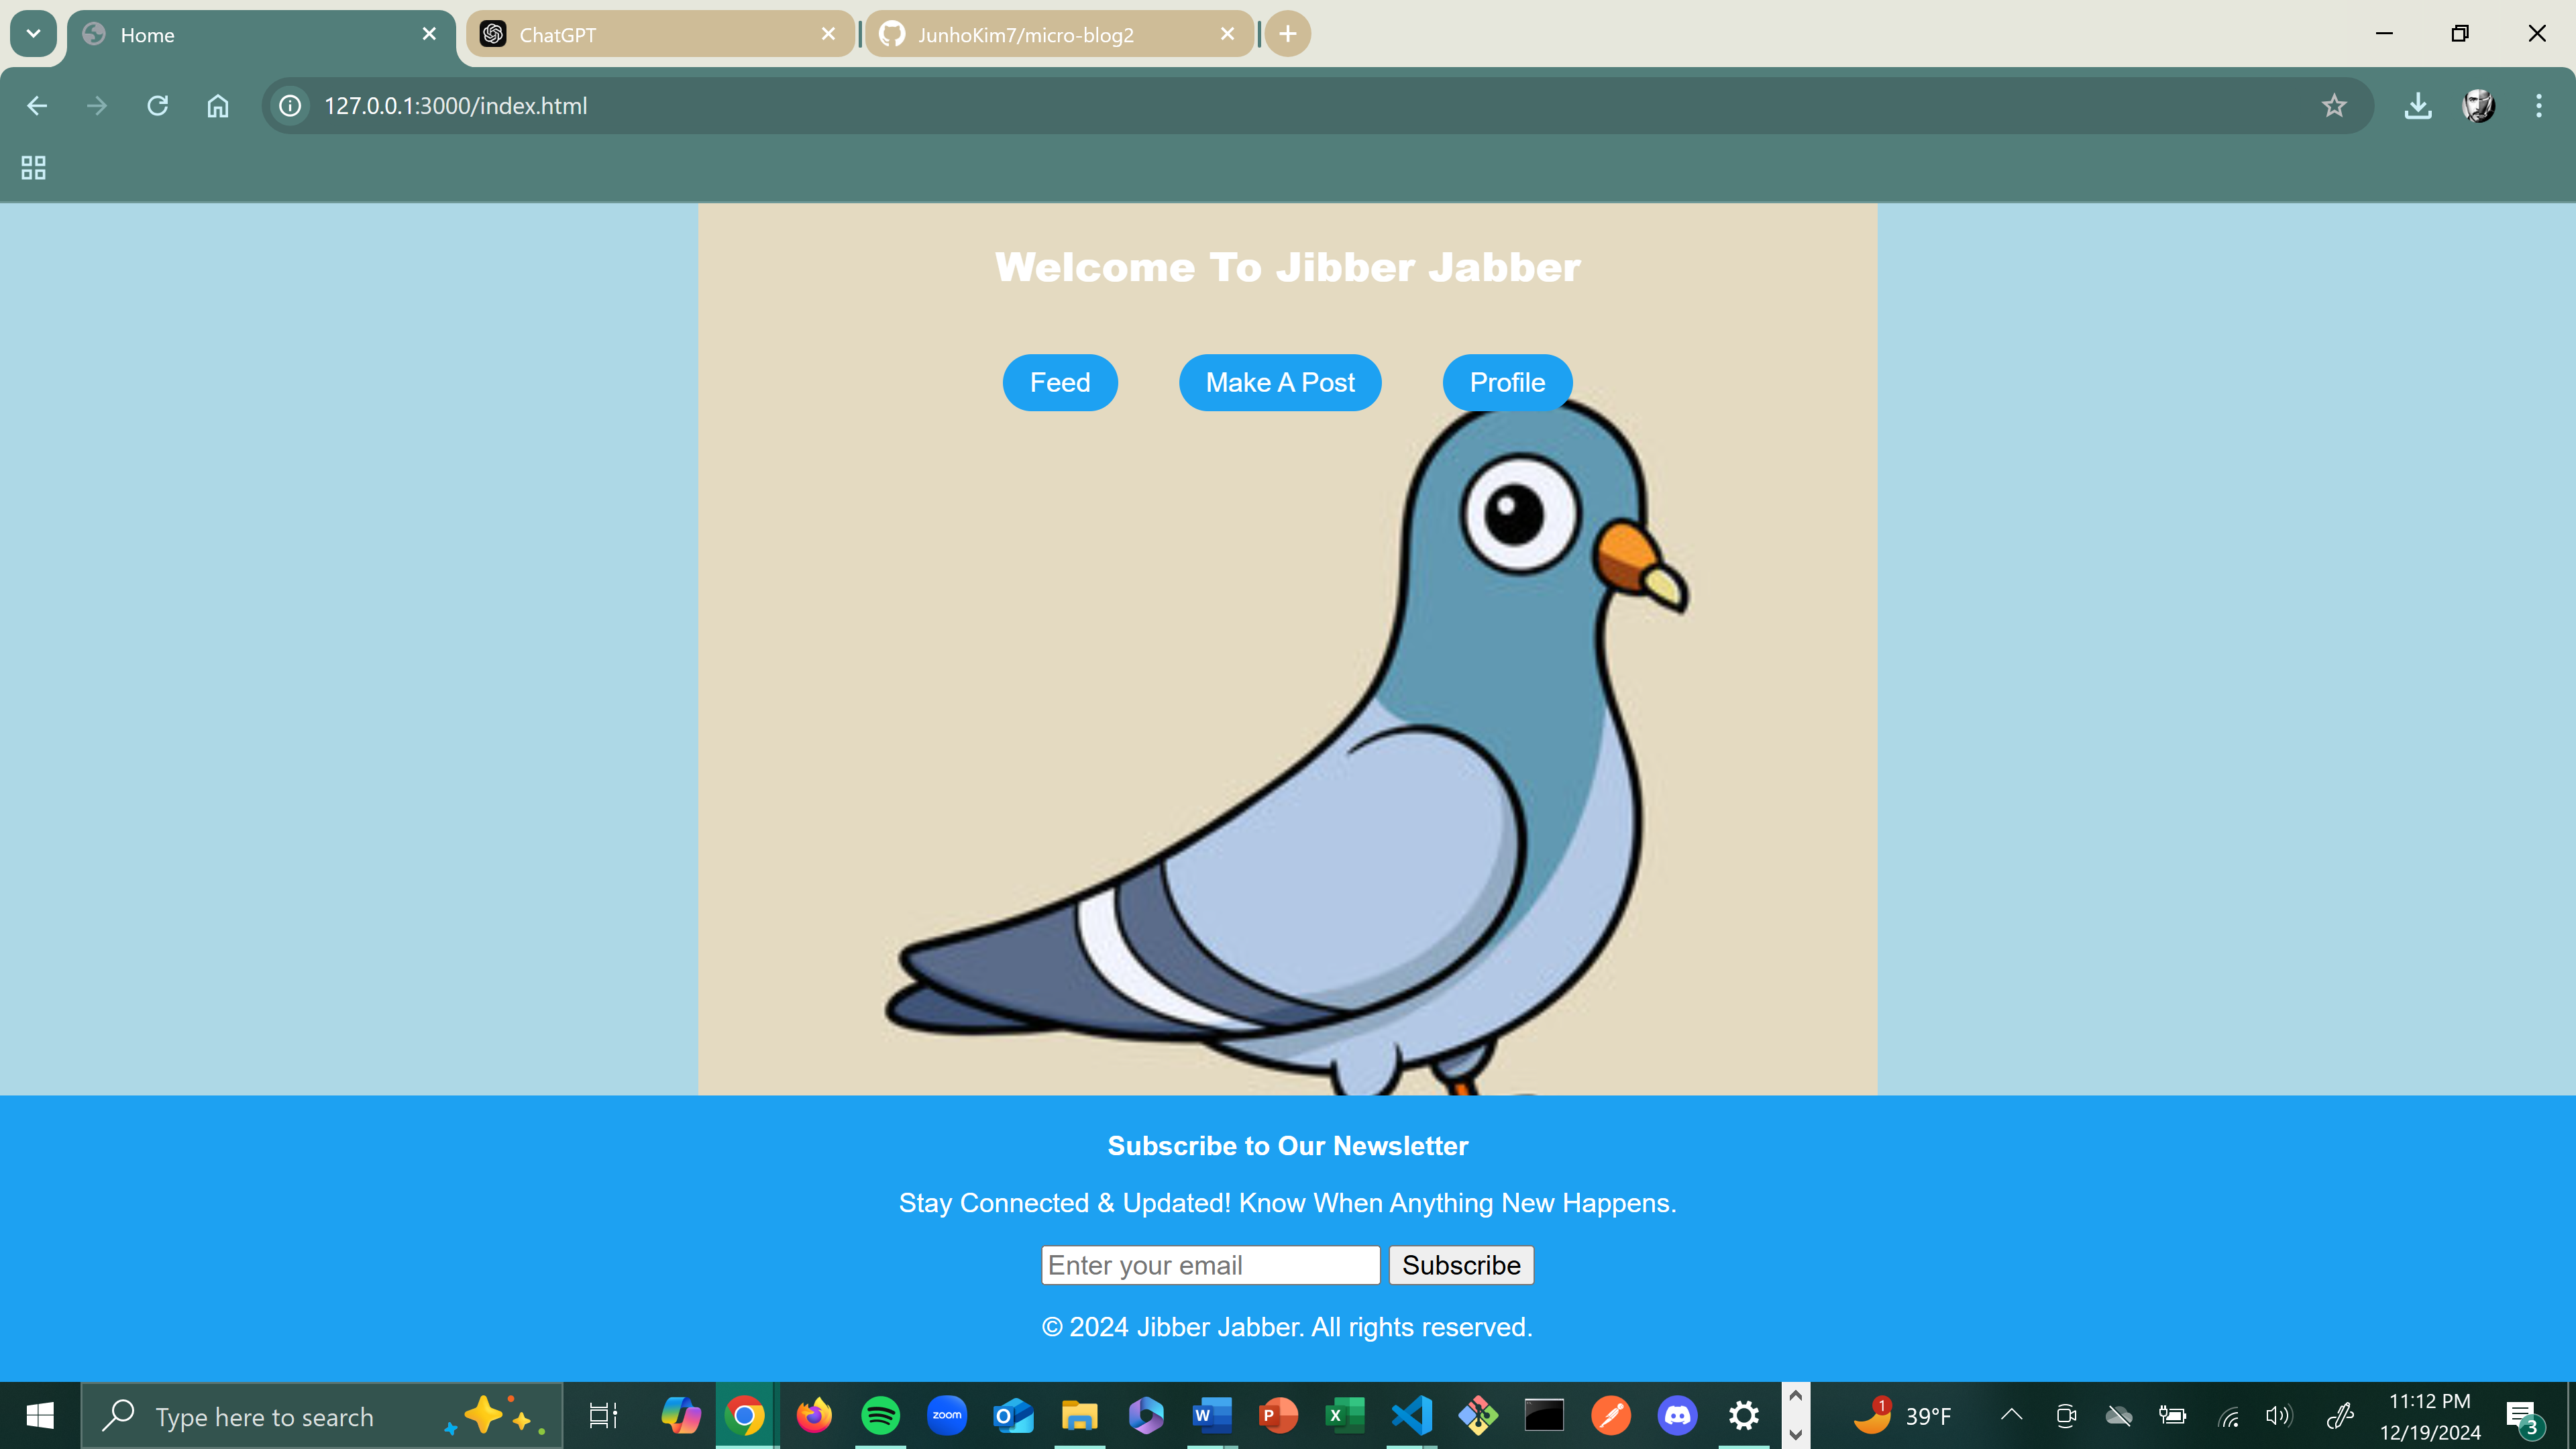 Home
ChatGPT
JunhoKim7/micro-blog2
127.0.0.1:3000/index.html
Welcome To Jibber Jabber
Feed
Make A Post
Profile
Subscribe to Our Newsletter
Stay Connected & Updated! Know When Anything New Happens.
Enter your email
Subscribe
© 2024 Jibber Jabber. All rights reserved.
Type here to search
zoom
O
W
P
X
1
39°F
11:12 PM
12/19/2024
3